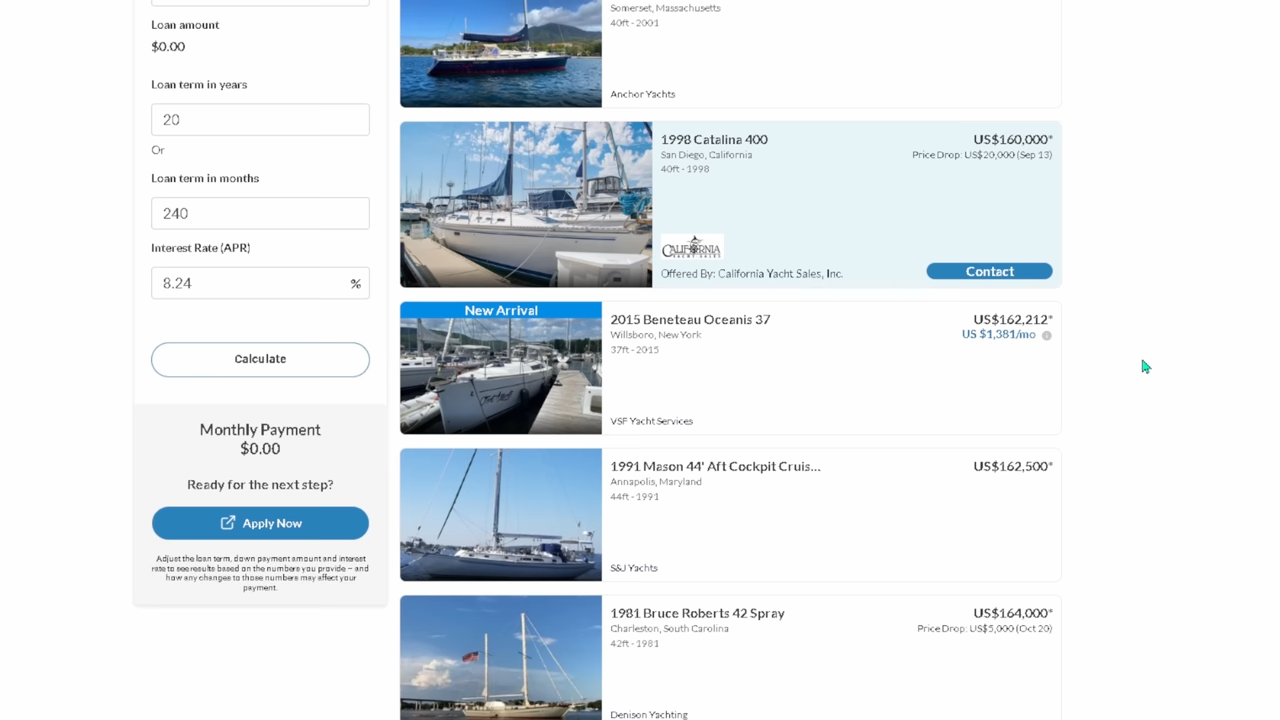 Loan amount
$0.00
Loan term in years
20
Or
Loan term in months
240
Interest Rate (APR)
8.24 %
Calculate
Monthly Payment
$0.00
Ready for the next step?
Apply Now
Adjust the loan term, down payment amount and interest
rate to see results based on the numbers you provide – and
how any changes to those numbers may affect your
payment.
Somerset, Massachusetts
40ft - 2001
Anchor Yachts
1998 Catalina 400
US$160,000*
San Diego, California
Price Drop: US$20,000 (Sep 13)
40ft - 1998
CALIFORNIA
YACHT SALES
Offered By: California Yacht Sales, Inc.
Contact
New Arrival
2015 Beneteau Oceanis 37
US$162,212*
Willsboro, New York
US $1,381/mo
37ft - 2015
VSF Yacht Services
1991 Mason 44' Aft Cockpit Cruis...
US$162,500*
Annapolis, Maryland
44ft - 1991
S&J Yachts
1981 Bruce Roberts 42 Spray
US$164,000*
Charleston, South Carolina
Price Drop: US$5,000 (Oct 20)
42ft - 1981
Denison Yachting